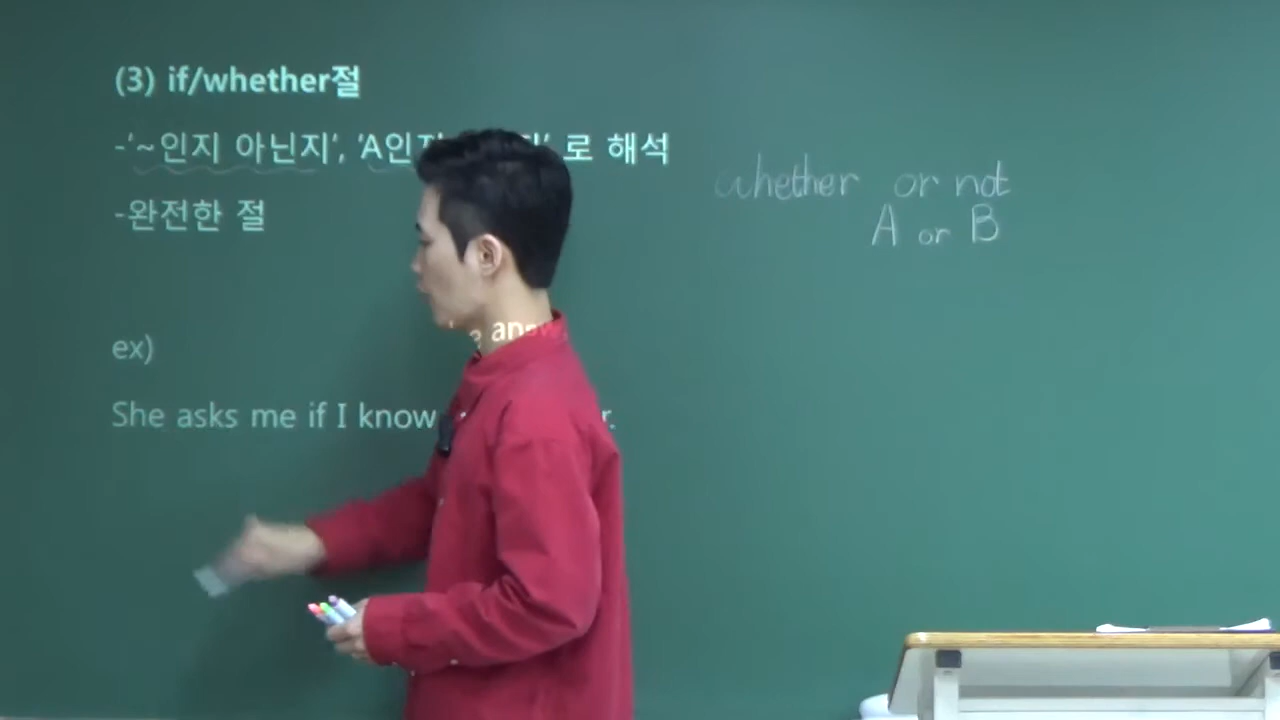 (3) if/whether절
-'~인지 아닌지', 'A인지 로 해석
-완전한 절
whether or not
A or B
ex)
She asks me if I know